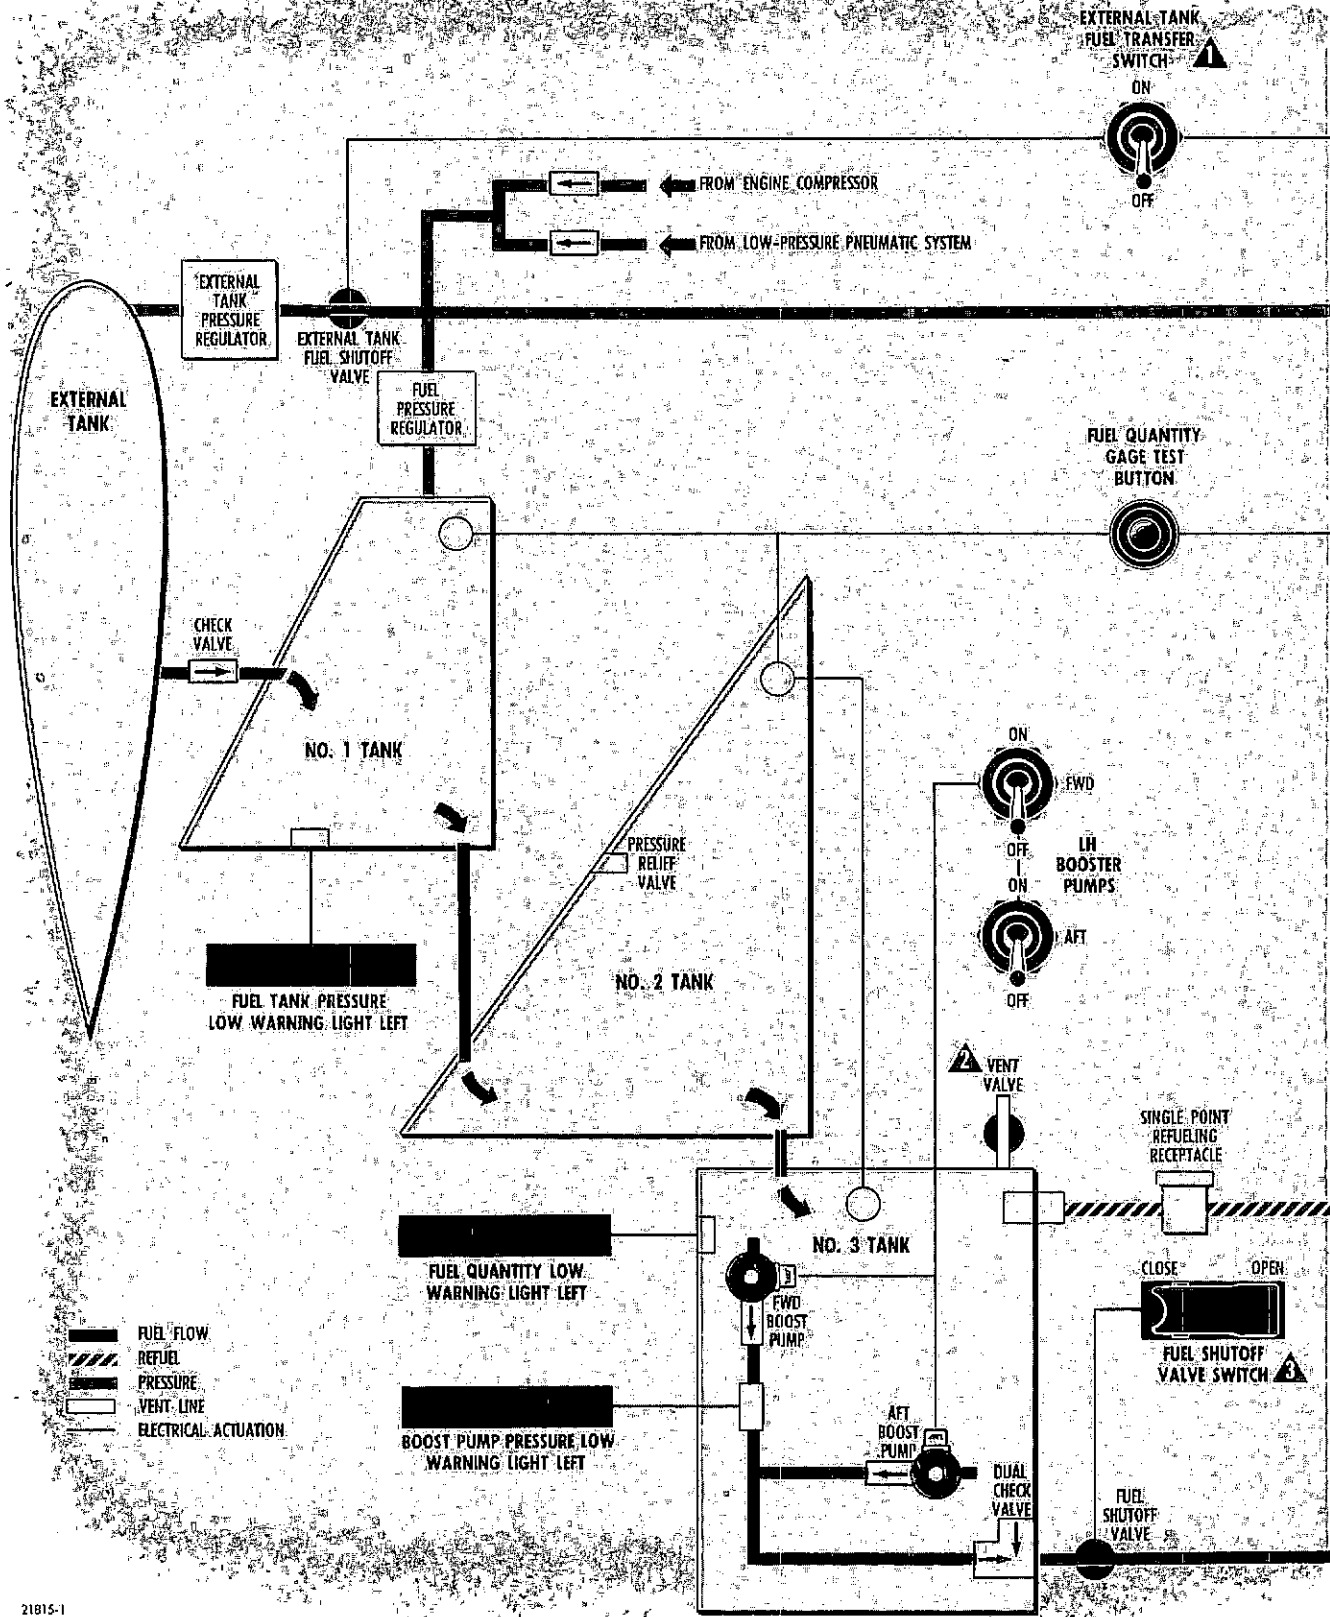 EXTERNAL TANK
FUEL TRANSFER
SWITCH
1
ON
OFF
FROM ENGINE COMPRESSOR
FROM LOW-PRESSURE PNEUMATIC SYSTEM
EXTERNAL
TANK
PRESSURE
REGULATOR
EXTERNAL TANK
FUEL SHUTOFF
VALVE
EXTERNAL
TANK
FUEL
PRESSURE
REGULATOR
FUEL QUANTITY
GAGE TEST
BUTTON
CHECK
VALVE
NO. 1 TANK
ON
FWD
OFF
LH
BOOSTER
PUMPS
ON
AFT
OFF
PRESSURE
RELIEF
VALVE
FUEL TANK PRESSURE
LOW WARNING LIGHT LEFT
NO. 2 TANK
2
VENT
VALVE
SINGLE POINT
REFUELING
RECEPTACLE
NO. 3 TANK
FUEL QUANTITY LOW
WARNING LIGHT LEFT
FWD
BOOST
PUMP
CLOSE
OPEN
FUEL SHUTOFF
VALVE SWITCH
3
FUEL FLOW
REFUEL
PRESSURE
VENT LINE
ELECTRICAL ACTUATION
BOOST PUMP PRESSURE LOW
WARNING LIGHT LEFT
AFT
BOOST
PUMP
DUAL
CHECK
VALVE
FUEL
SHUTOFF
VALVE
21815-1